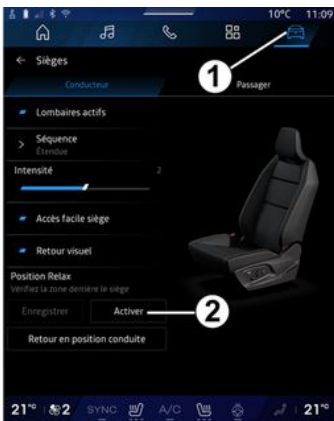 10°C 11:09
← Sièges
1
Conducteur
Passager
Lombaires actifs
> Séquence
Étendue
Intensité 2
Accès facile siège
Retour visuel
Position Relax
Vérifiez la zone derrière le siège
Enregistrer Activer
2
Retour en position conduite
21°° 2 SYNC A/C 21°°